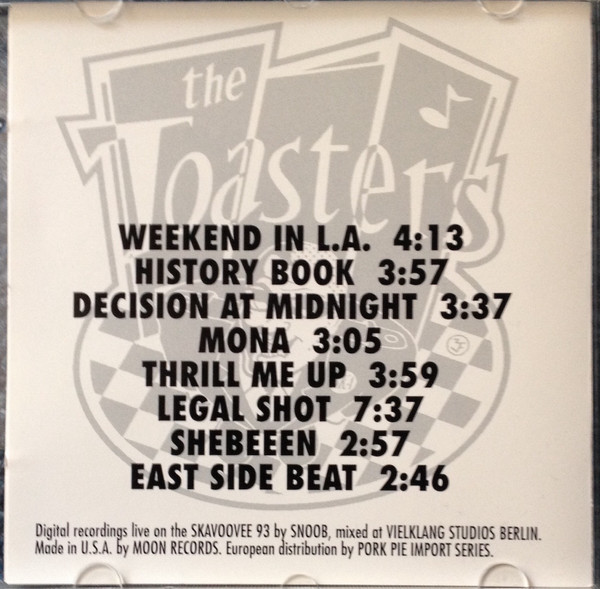 the
Toasters
WEEKEND IN L.A. 4:13
HISTORY BOOK 3:57
DECISION AT MIDNIGHT 3:37
MONA 3:05
THRILL ME UP 3:59
LEGAL SHOT 7:37
SHEBEEEN 2:57
EAST SIDE BEAT 2:46
Digital recordings live on the SKAVOOVEE 93 by SNOOB, mixed at VIELKLANG STUDIOS BERLIN.
Made in U.S.A. by MOON RECORDS. European distribution by PORK PIE IMPORT SERIES.